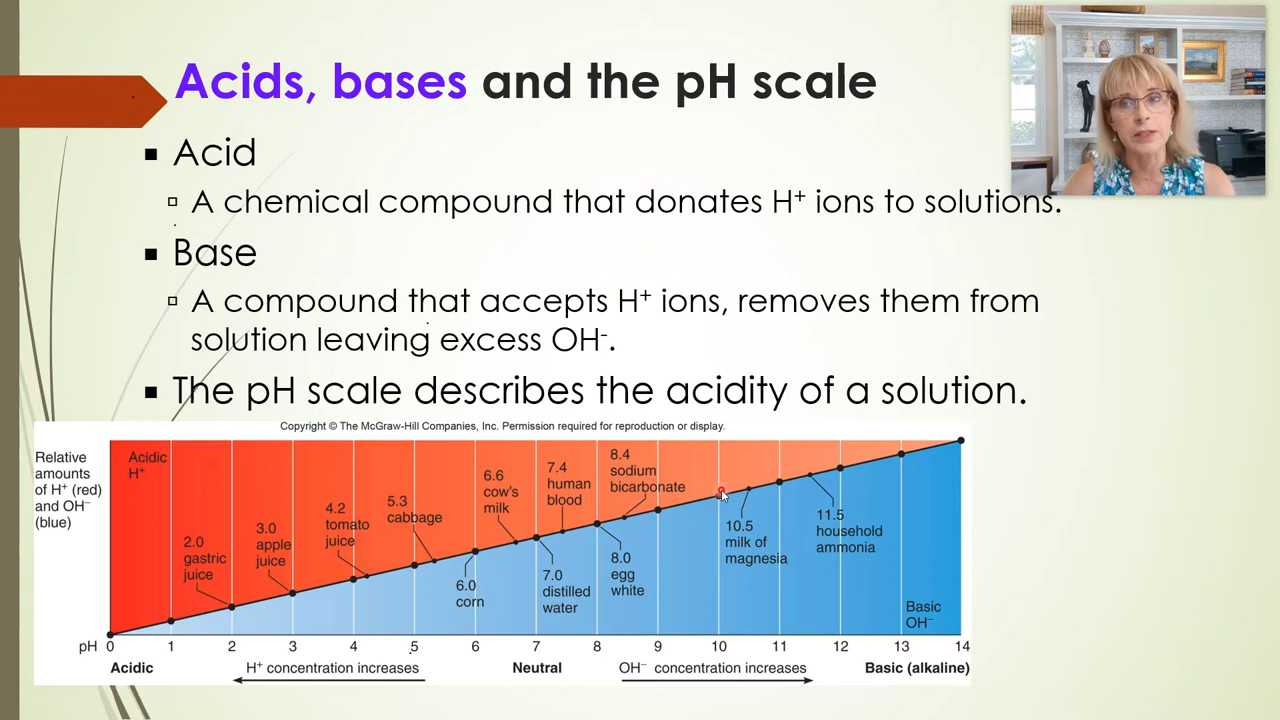 Acids, bases and the pH scale
Acid
A chemical compound that donates H⁺ ions to solutions.
Base
A compound that accepts H⁺ ions, removes them from
solution leaving excess OH⁻.
The pH scale describes the acidity of a solution.
Copyright © The McGraw-Hill Companies, Inc. Permission required for reproduction or display.
Relative
amounts
of H⁺ (red)
and OH⁻
(blue)
Acidic
H⁺
2.0
gastric
juice
3.0
apple
juice
4.2
tomato
juice
5.3
cabbage
6.0
corn
6.6
cow's
milk
7.0
distilled
water
7.4
human
blood
8.0
egg
white
8.4
sodium
bicarbonate
10.5
milk of
magnesia
11.5
household
ammonia
Basic
OH⁻
pH 0 1 2 3 4 5 6 7 8 9 10 11 12 13 14
Acidic H⁺ concentration increases Neutral OH⁻ concentration increases Basic (alkaline)